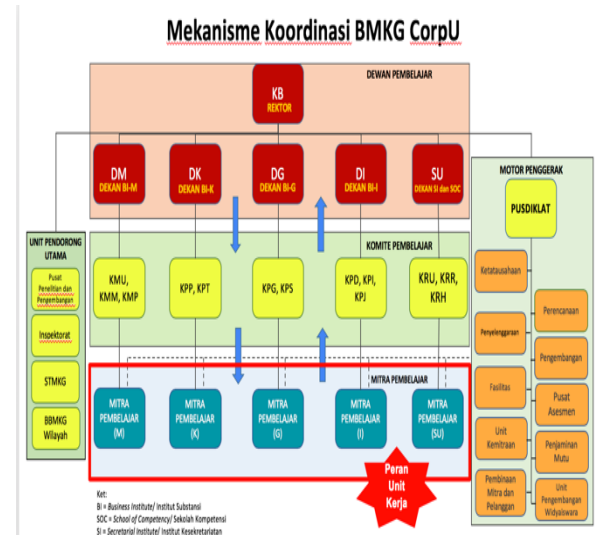 Mekanisme Koordinasi BMKG CorpU
DEWAN PEMBELAJAR
KB
REKTOR
DM
DEKAN BI-M
DK
DEKAN BI-K
DG
DEKAN BI-G
DI
DEKAN BI-I
SU
DEKAN SI dan SOC
UNIT PENDORONG
UTAMA
Pusat
Penelitian dan
Pengembangan
Inspektorat
STMKG
BBMKG
Wilayah
KOMITE PEMBELAJAR
KMU,
KMM, KMP
KPP, KPT
KPG, KPS
KPD, KPI,
KPJ
KRU, KRR,
KRH
MITRA PEMBELAJAR
MITRA
PEMBELAJAR
(M)
MITRA
PEMBELAJAR
(K)
MITRA
PEMBELAJAR
(G)
MITRA
PEMBELAJAR
(I)
MITRA
PEMBELAJAR
(SU)
Peran
Unit
Kerja
MOTOR PENGGERAK
PUSDIKLAT
Ketatausahaan
Perencanaan
Penyelenggaraan
Pengembangan
Fasilitas
Pusat
Asesmen
Unit
Kemitraan
Penjaminan
Mutu
Pembinaan
Mitra dan
Pelanggan
Unit
Pengembangan
Widyaiswara
Ket:
BI = Business Institute/ Institut Substansi
SOC = School of Competency/ Sekolah Kompetensi
SI = Secretarial Institute/ Institut Kesekretariatan